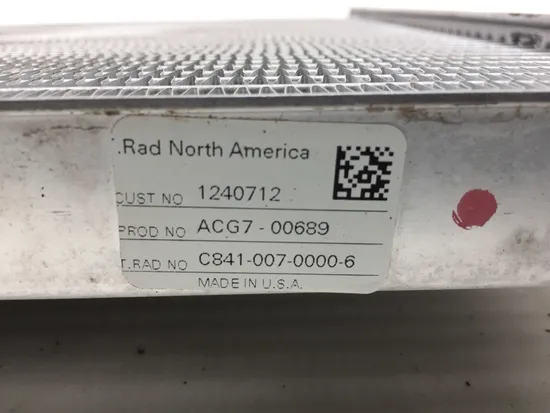 .Rad North America
CUST NO 1240712
PROD NO ACG7-00689
T.RAD NO C841-007-0000-6
MADE IN U.S.A.